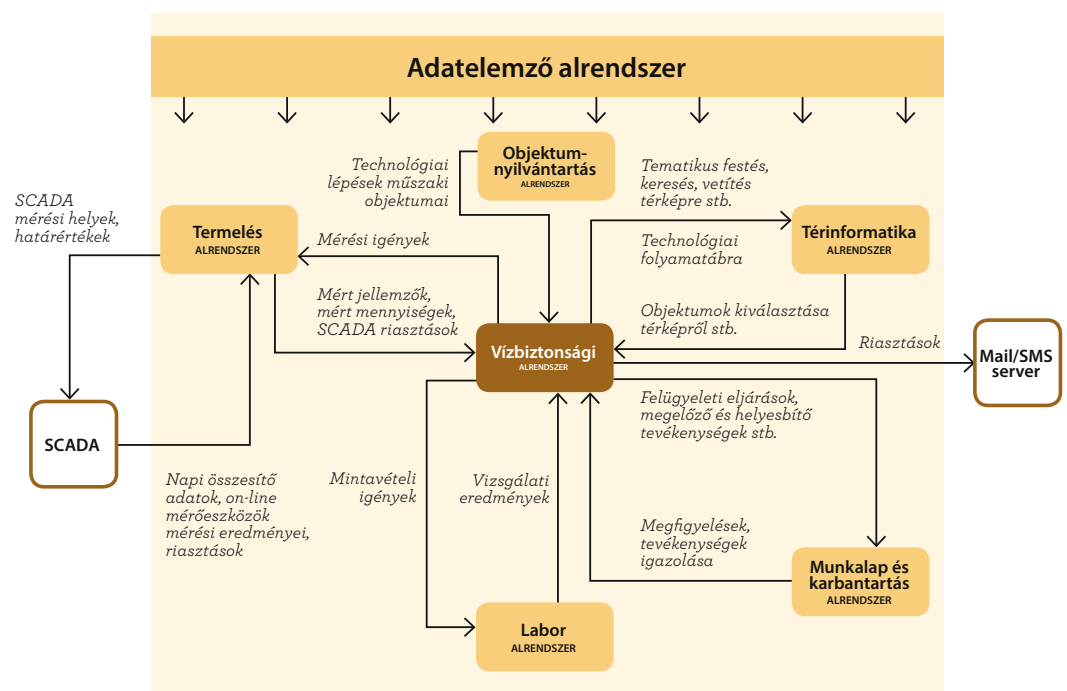 Adatelemző alrendszer
Objektum-
nyilvántartás
ALRENDSZER
Technológiai
lépések műszaki
objektumai
Tematikus festés,
keresés, vetítés
térképre stb.
SCADA
mérési helyek,
határértékek
Termelés
ALRENDSZER
Mérési igények
Technológiai
folyamatábra
Térinformatika
ALRENDSZER
Mért jellemzők,
mért mennyiségek,
SCADA riasztások
Objektumok kiválasztása
térképről stb.
Vízbiztonsági
ALRENDSZER
Riasztások
Mail/SMS
server
Felügyeleti eljárások,
megelőző és helyesbítő
tevékenységek stb.
SCADA
Napi összesítő
adatok, on-line
mérőeszközök
mérési eredményei,
riasztások
Mintavételi
igények
Vizsgálati
eredmények
Megfigyelések,
tevékenységek
igazolása
Munkalap és
karbantartás
ALRENDSZER
Labor
ALRENDSZER